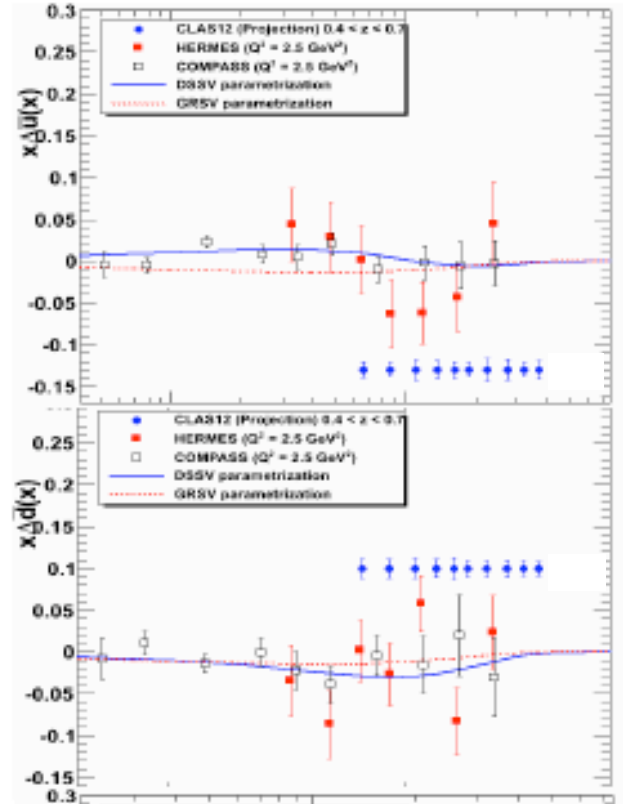 0.3
CLAS12 (Projection) 0.4 < z < 0.7
HERMES (Q² = 2.5 GeV²)
0.25
COMPASS (Q² = 2.5 GeV²)
DSSV parametrization
0.2
GRSV parametrization
0.15
xΔu̅(x)
0.1
0.05
0
-0.05
-0.1
-0.15
0.3
CLAS12 (Projection) 0.4 < z < 0.7
0.25
HERMES (Q² = 2.5 GeV²)
COMPASS (Q² = 2.5 GeV²)
0.2
DSSV parametrization
GRSV parametrization
0.15
xΔd̅(x)
0.1
0.05
0
-0.05
-0.1
-0.15
0.3